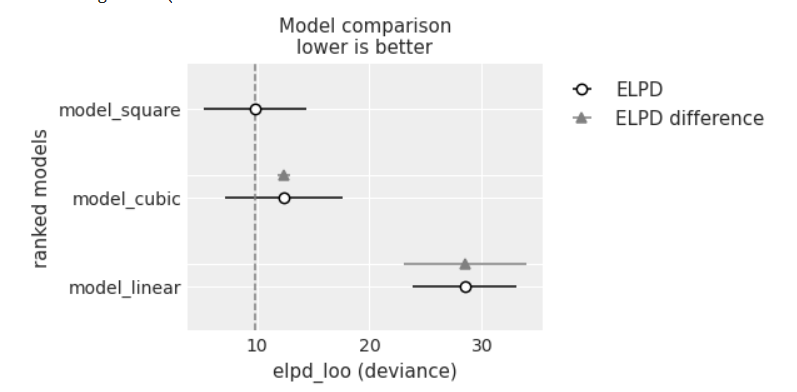 Model comparison
lower is better
model_square
model_cubic
model_linear
ranked models
10 20 30
elpd_loo (deviance)
ELPD
ELPD difference